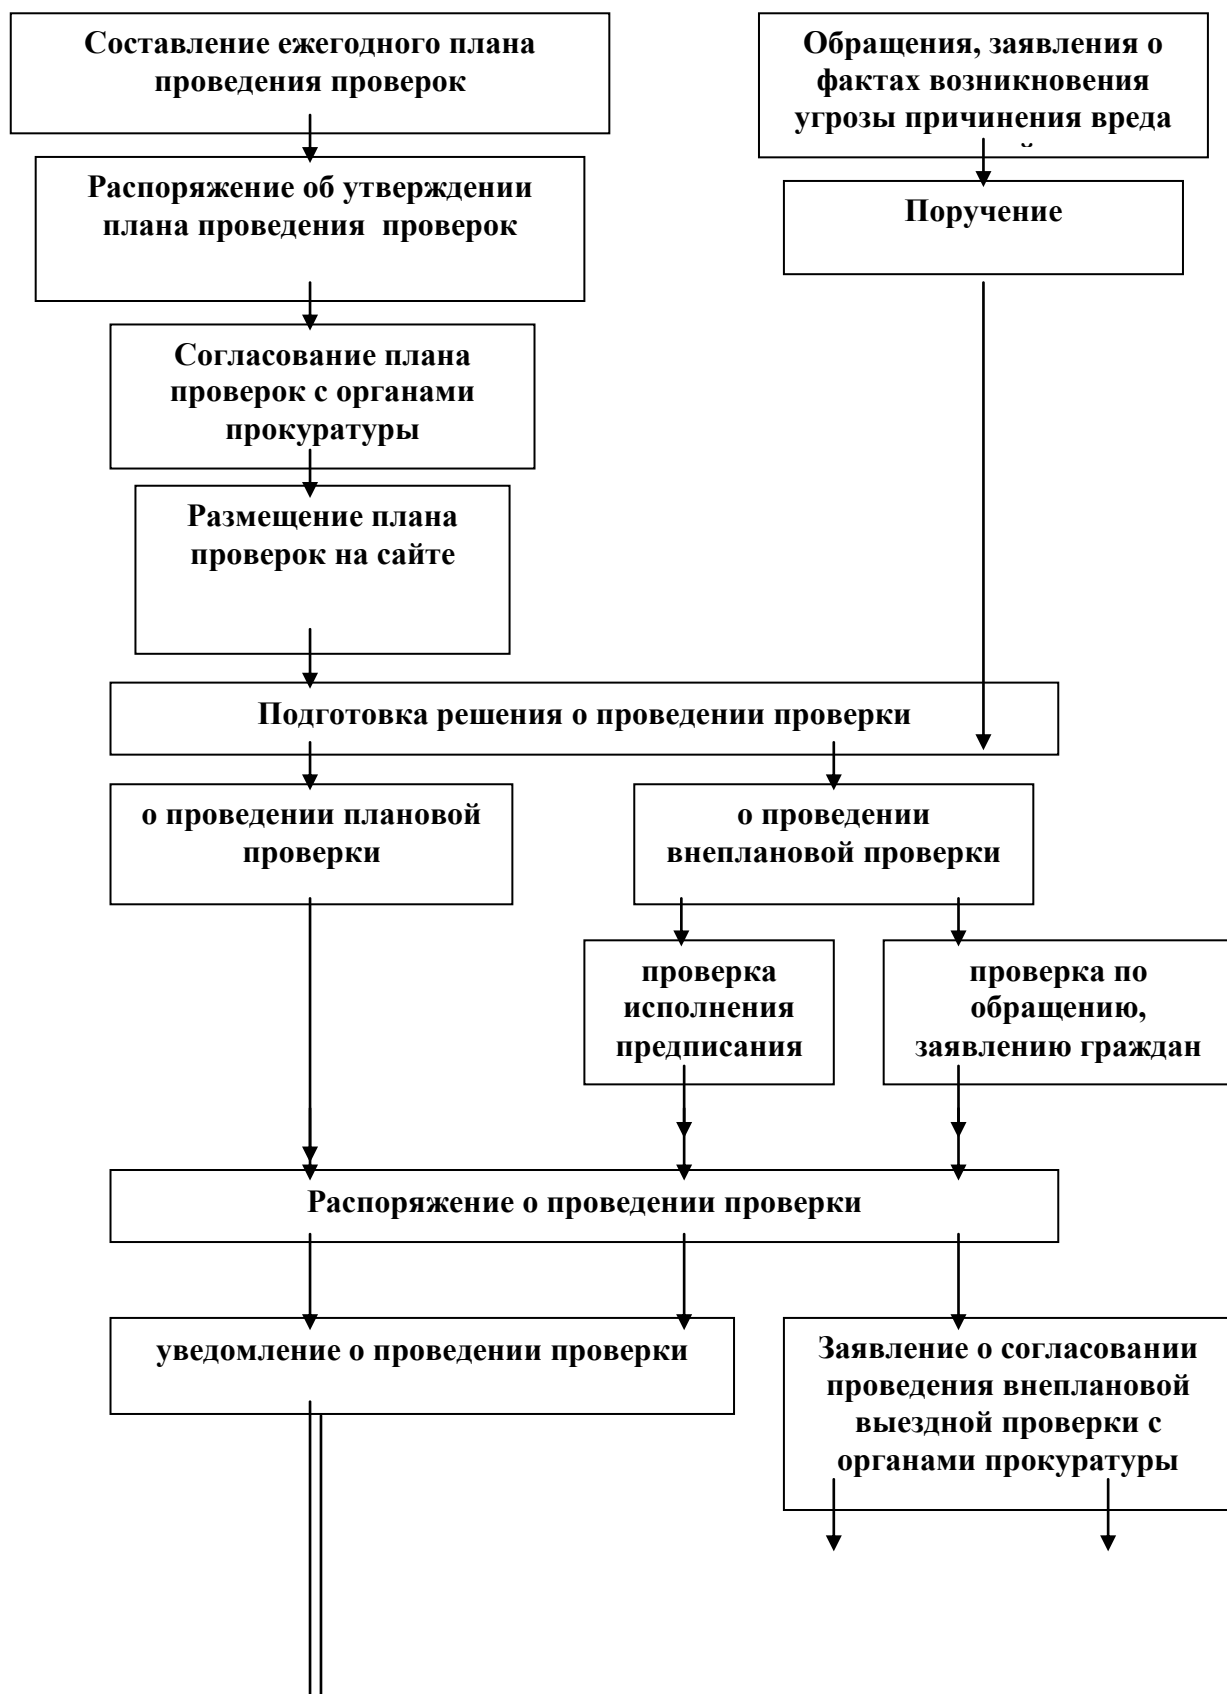 Составление ежегодного плана
проведения проверок
Обращения, заявления о
фактах возникновения
угрозы причинения вреда
Распоряжение об утверждении
плана проведения  проверок
Поручение
Согласование плана
проверок с органами
прокуратуры
Размещение плана
проверок на сайте
Подготовка решения о проведении проверки
о проведении плановой
проверки
о проведении
внеплановой проверки
проверка
исполнения
предписания
проверка по
обращению,
заявлению граждан
Распоряжение о проведении проверки
уведомление о проведении проверки
Заявление о согласовании
проведения внеплановой
выездной проверки с
органами прокуратуры